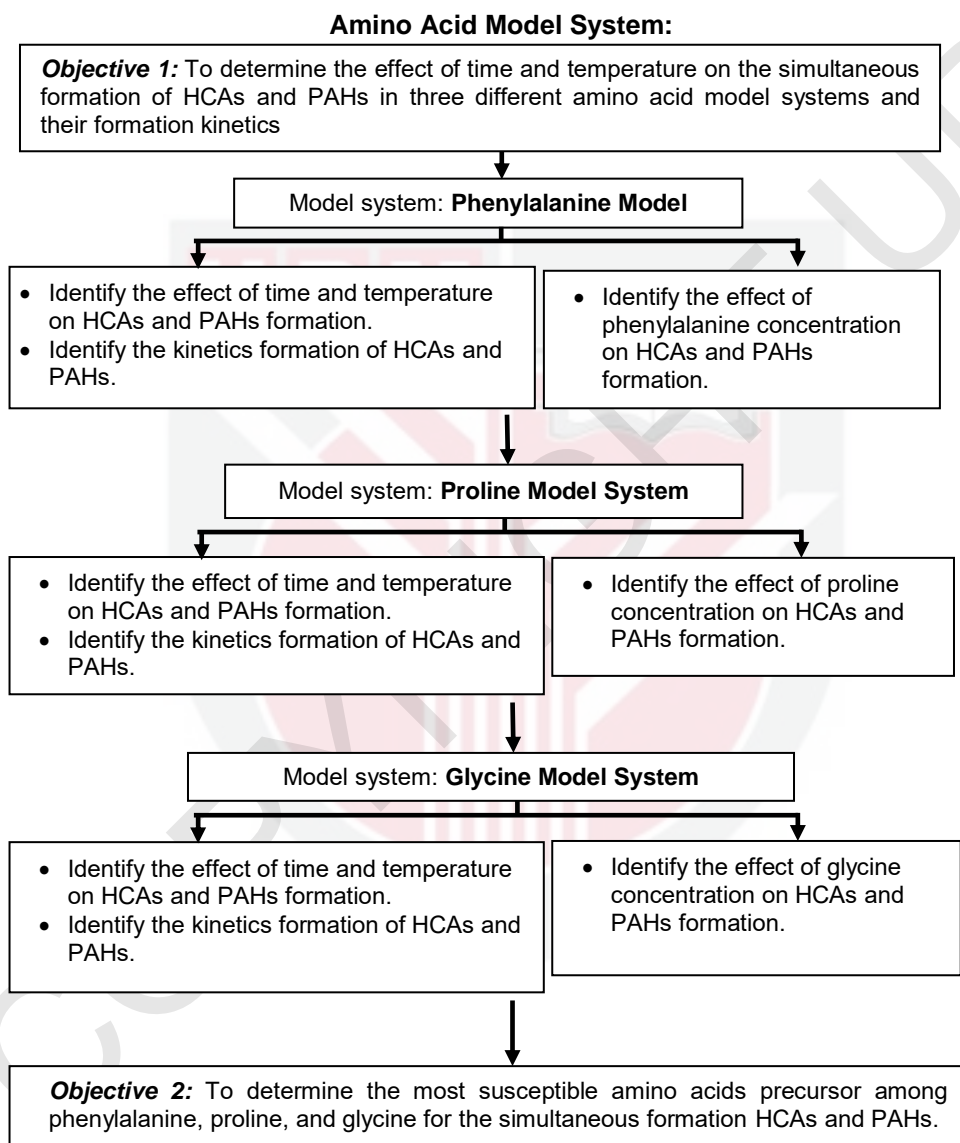 Amino Acid Model System:
Objective 1: To determine the effect of time and temperature on the simultaneous
formation of HCAs and PAHs in three different amino acid model systems and
their formation kinetics
Model system: Phenylalanine Model
• Identify the effect of time and temperature
on HCAs and PAHs formation.
• Identify the kinetics formation of HCAs and
PAHs.
• Identify the effect of
phenylalanine concentration
on HCAs and PAHs
formation.
Model system: Proline Model System
• Identify the effect of time and temperature
on HCAs and PAHs formation.
• Identify the kinetics formation of HCAs and
PAHs.
• Identify the effect of proline
concentration on HCAs and
PAHs formation.
Model system: Glycine Model System
• Identify the effect of time and temperature
on HCAs and PAHs formation.
• Identify the kinetics formation of HCAs and
PAHs.
• Identify the effect of glycine
concentration on HCAs and
PAHs formation.
Objective 2: To determine the most susceptible amino acids precursor among
phenylalanine, proline, and glycine for the simultaneous formation HCAs and PAHs.
COPYRIGHT U